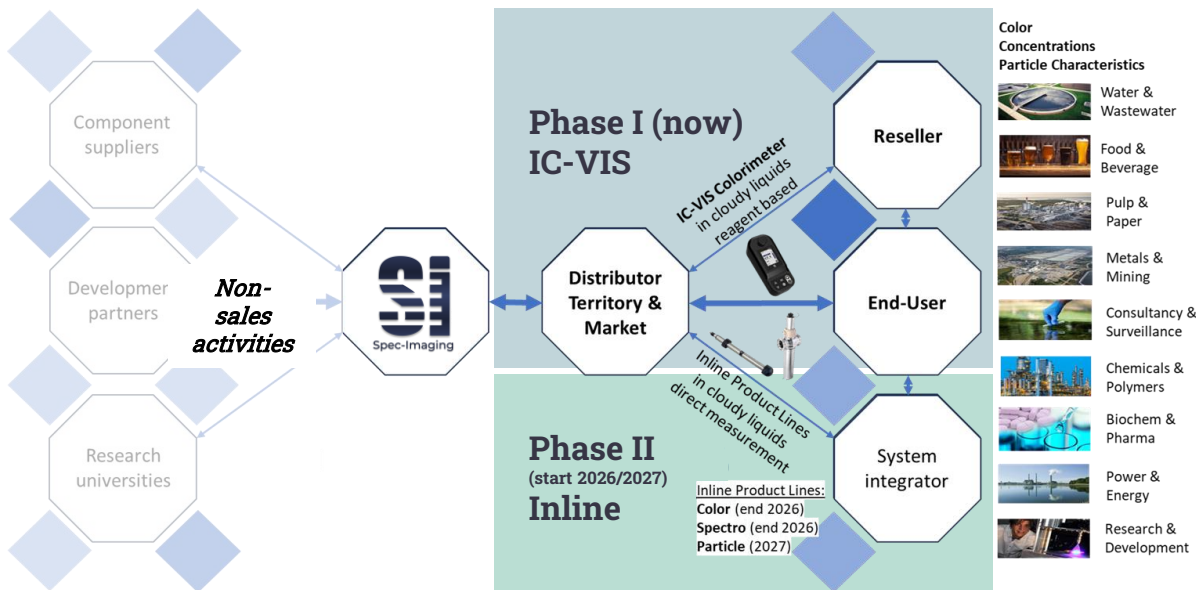 Component
suppliers
Developmer
partners
Research
universities
Non-
sales
activities
Spec-Imaging
Phase I (now)
IC-VIS
Distributor
Territory &
Market
IC-VIS Colorimeter
in cloudy liquids
reagent based
Inline Product Lines
in cloudy liquids
direct measurement
Phase II
(start 2026/2027)
Inline
Inline Product Lines:
Color (end 2026)
Spectro (end 2026)
Particle (2027)
Reseller
End-User
System
integrator
Color
Concentrations
Particle Characteristics
Water &
Wastewater
Food &
Beverage
Pulp &
Paper
Metals &
Mining
Consultancy &
Surveillance
Chemicals &
Polymers
Biochem &
Pharma
Power &
Energy
Research &
Development